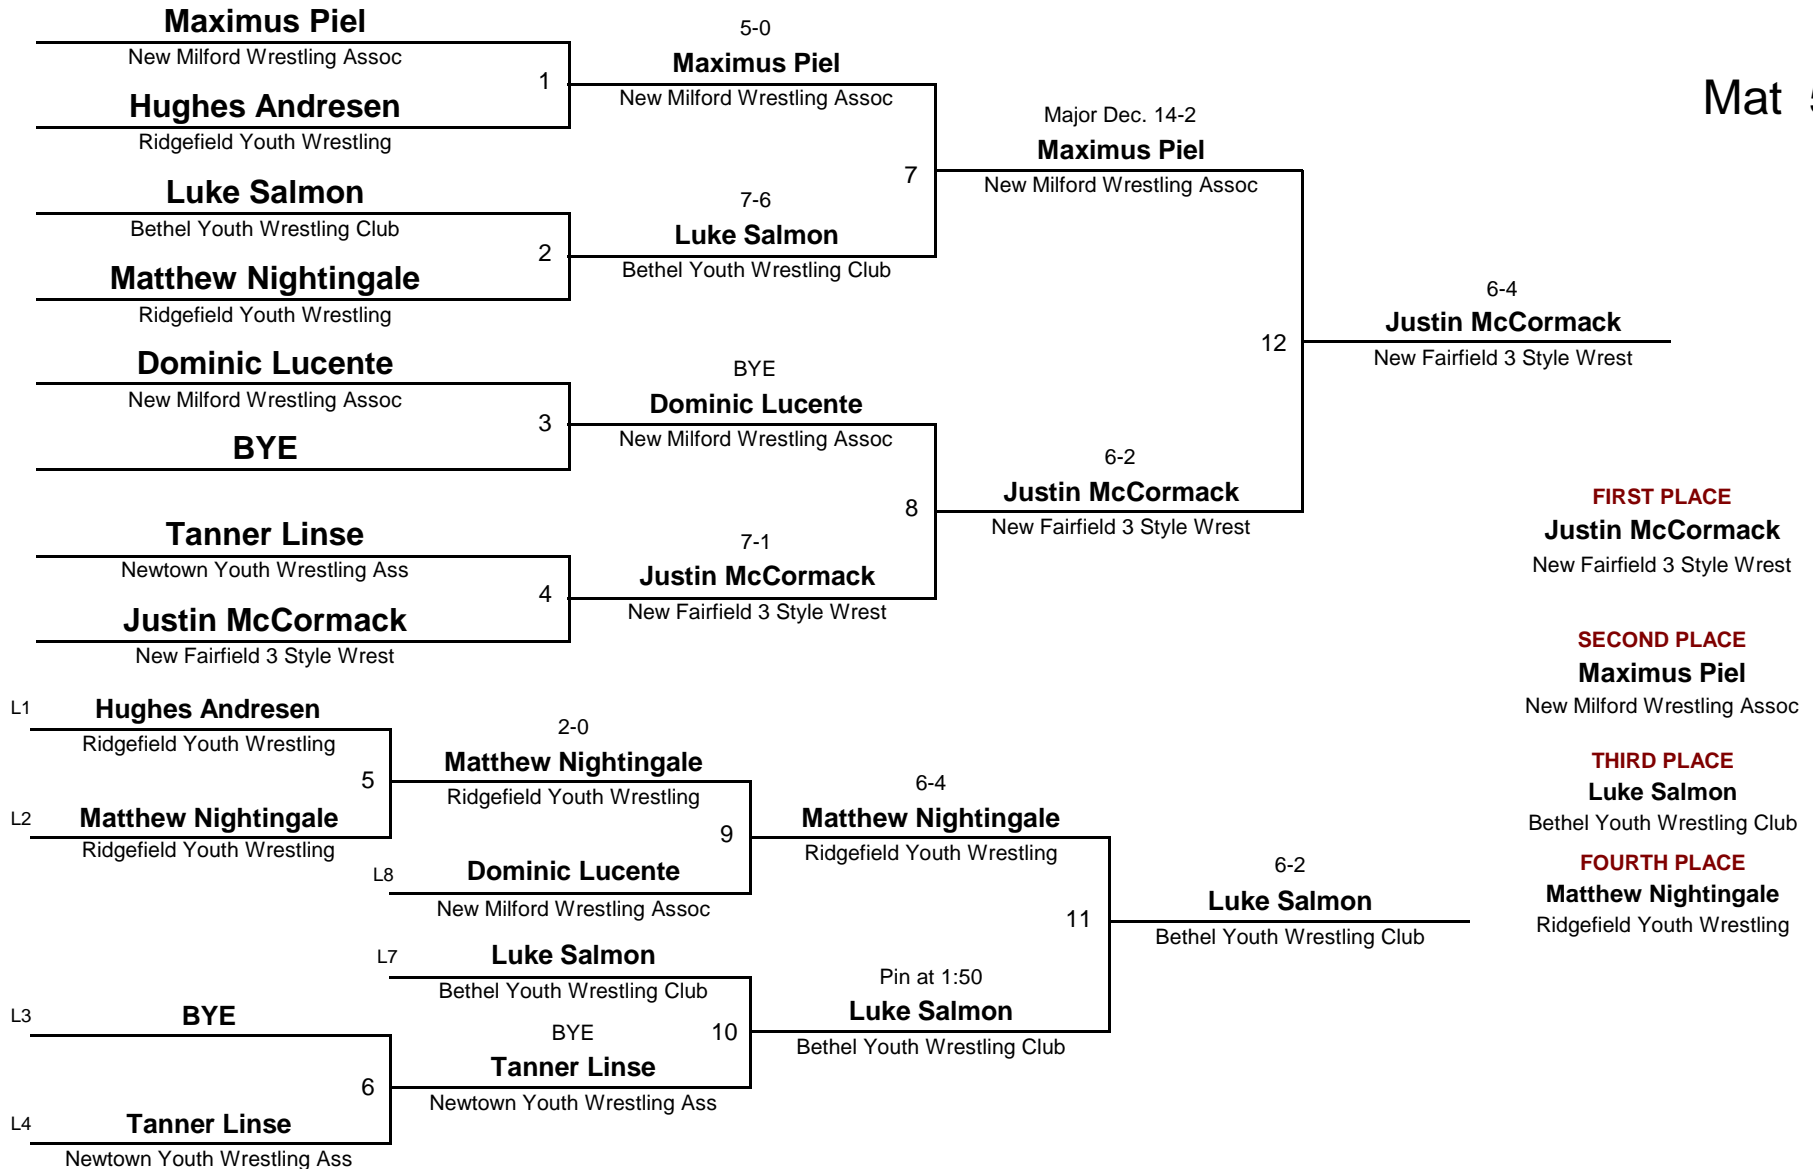 Maximus Piel
New Milford Wrestling Assoc
1
Hughes Andresen
Ridgefield Youth Wrestling
Luke Salmon
Bethel Youth Wrestling Club
2
Matthew Nightingale
Ridgefield Youth Wrestling
Dominic Lucente
New Milford Wrestling Assoc
3
BYE
Tanner Linse
Newtown Youth Wrestling Ass
4
Justin McCormack
New Fairfield 3 Style Wrest
5-0
Maximus Piel
New Milford Wrestling Assoc
7
7-6
Luke Salmon
Bethel Youth Wrestling Club
BYE
Dominic Lucente
New Milford Wrestling Assoc
8
7-1
Justin McCormack
New Fairfield 3 Style Wrest
Major Dec. 14-2
Maximus Piel
New Milford Wrestling Assoc
12
6-2
Justin McCormack
New Fairfield 3 Style Wrest
6-4
Justin McCormack
New Fairfield 3 Style Wrest
Mat 5
FIRST PLACE
Justin McCormack
New Fairfield 3 Style Wrest
SECOND PLACE
Maximus Piel
New Milford Wrestling Assoc
THIRD PLACE
Luke Salmon
Bethel Youth Wrestling Club
FOURTH PLACE
Matthew Nightingale
Ridgefield Youth Wrestling
L1 Hughes Andresen
Ridgefield Youth Wrestling
5
L2 Matthew Nightingale
Ridgefield Youth Wrestling
L3 BYE
6
L4 Tanner Linse
Newtown Youth Wrestling Ass
2-0
Matthew Nightingale
Ridgefield Youth Wrestling
9
L8 Dominic Lucente
New Milford Wrestling Assoc
L7 Luke Salmon
Bethel Youth Wrestling Club
BYE 10
Tanner Linse
Newtown Youth Wrestling Ass
6-4
Matthew Nightingale
Ridgefield Youth Wrestling
11
Pin at 1:50
Luke Salmon
Bethel Youth Wrestling Club
6-2
Luke Salmon
Bethel Youth Wrestling Club